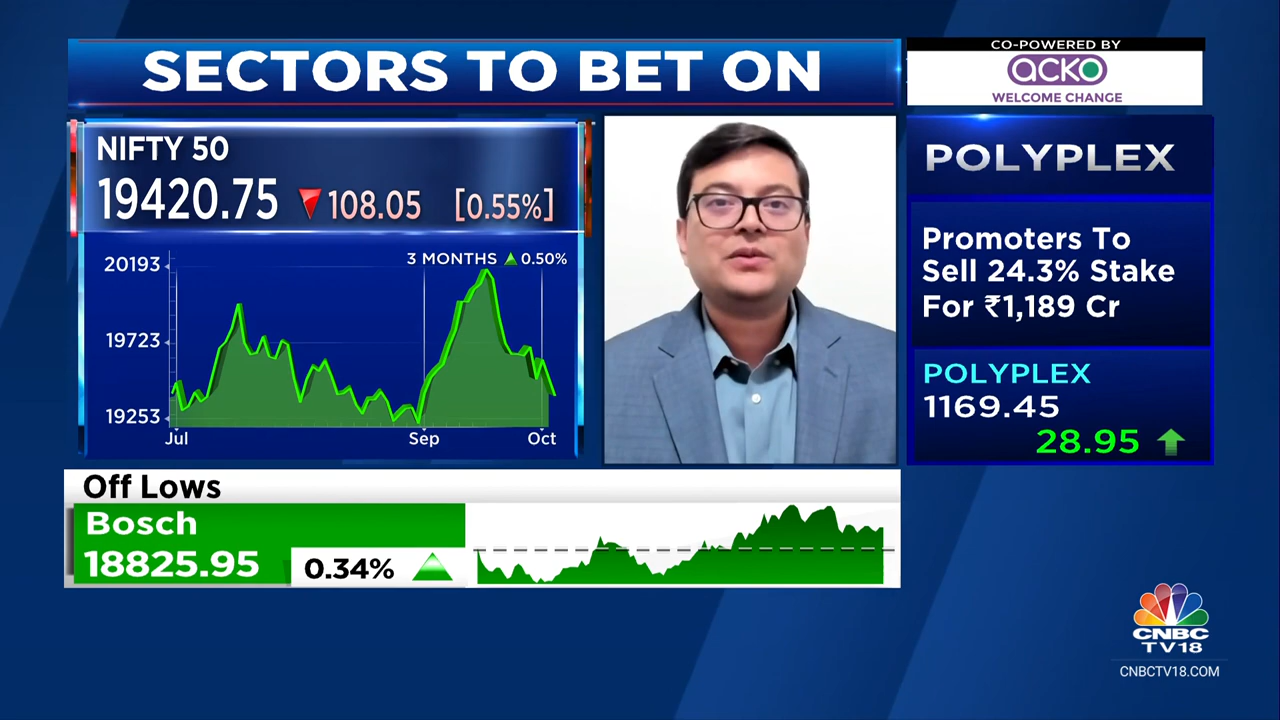 SECTORS TO BET ON
CO-POWERED BY
acko
WELCOME CHANGE
NIFTY 50
19420.75 ▼ 108.05 [0.55%]
3 MONTHS ▲ 0.50%
20193
19723
19253
Jul Sep Oct
POLYPLEX
Promoters To
Sell 24.3% Stake
For ₹1,189 Cr
POLYPLEX
1169.45
28.95
Off Lows
Bosch
18825.95 0.34%
CNBC
TV18
CNBCTV18.COM